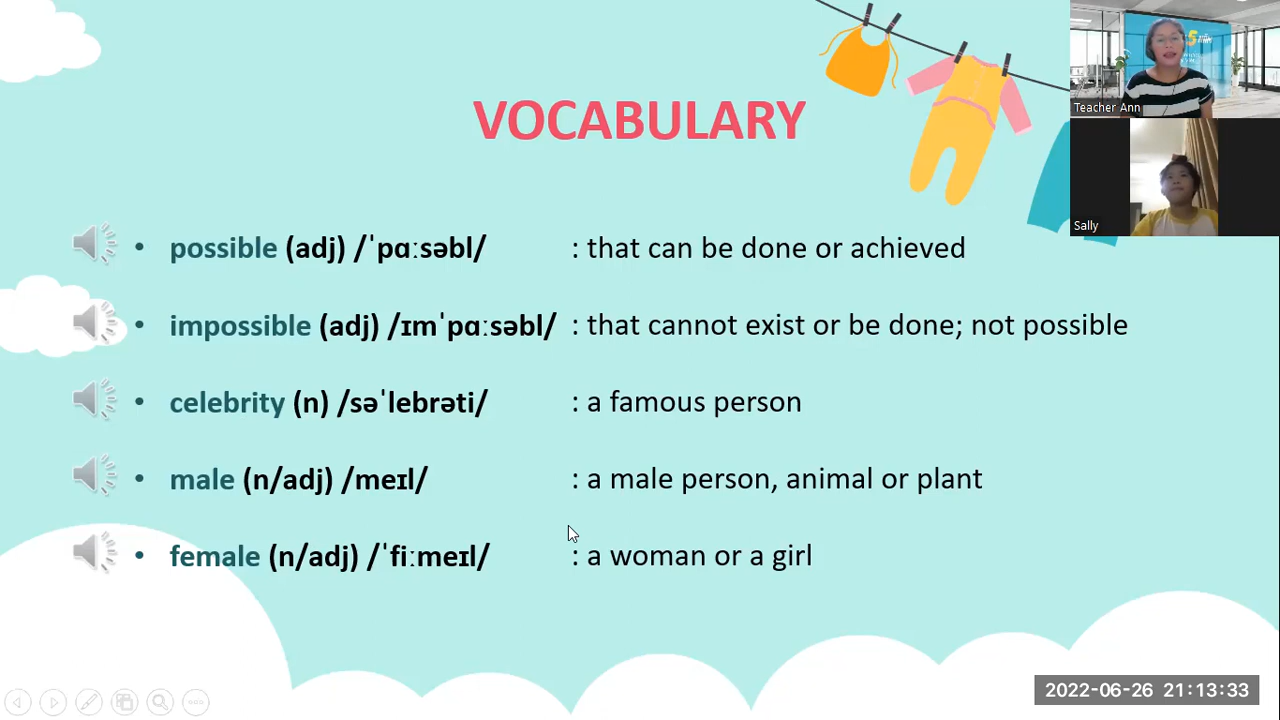 VOCABULARY
Teacher Ann
Sally
• possible (adj) /ˈpɑːsəbl/ : that can be done or achieved
• impossible (adj) /ɪmˈpɑːsəbl/ : that cannot exist or be done; not possible
• celebrity (n) /səˈlebrəti/ : a famous person
• male (n/adj) /meɪl/ : a male person, animal or plant
• female (n/adj) /ˈfiːmeɪl/ : a woman or a girl
2022-06-26 21:13:33